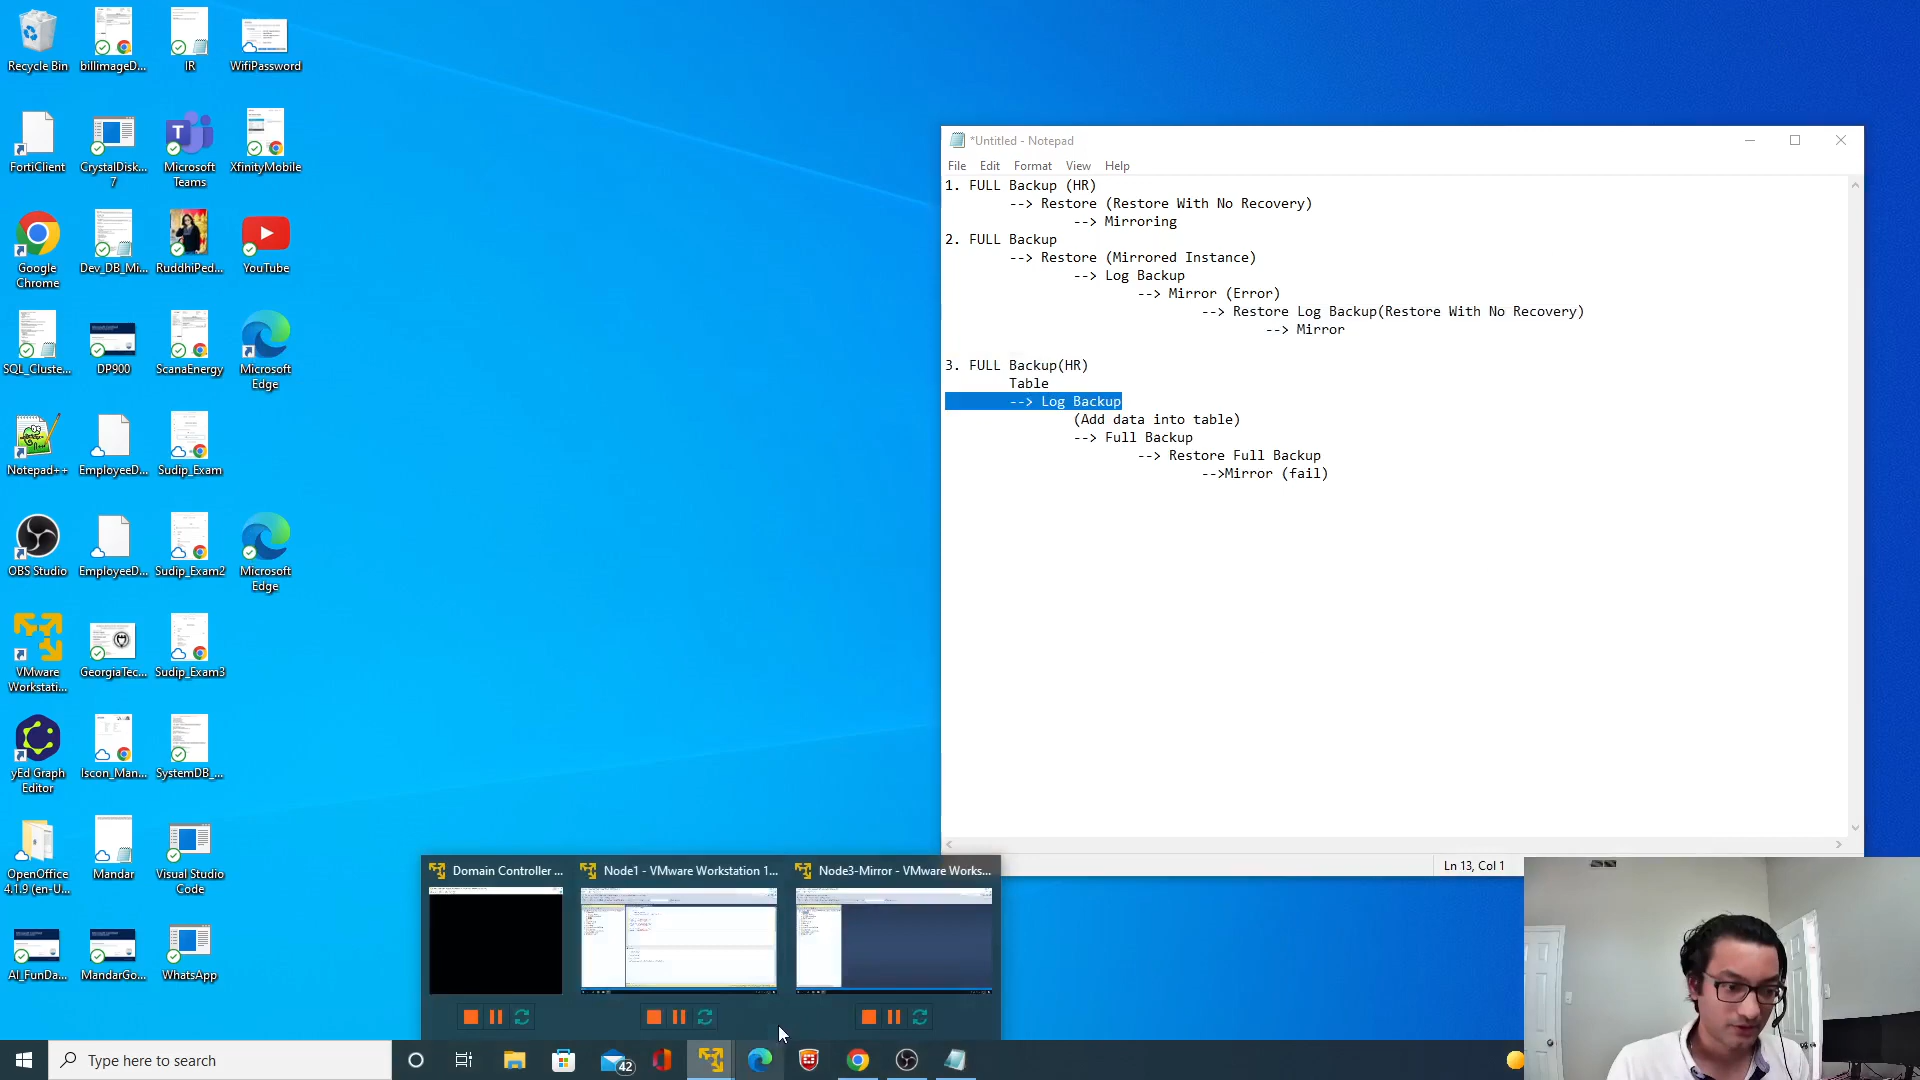 Recycle Bin
billimageD...
IR
WifiPassword
FortiClient
CrystalDisk...
7
Microsoft
Teams
XfinityMobile
Google
Chrome
Dev_DB_Mi...
RuddhiPed...
YouTube
SQL_Cluste...
DP900
ScanaEnergy
Microsoft
Edge
Notepad++
EmployeeD...
Sudip_Exam
OBS Studio
EmployeeD...
Sudip_Exam2
Microsoft
Edge
VMware
Workstati...
GeorgiaTec...
Sudip_Exam3
yEd Graph
Editor
Iscon_Man...
SystemDB_...
OpenOffice
4.1.9 (en-U...
Mandar
Visual Studio
Code
AI_FunDa...
MandarGo...
WhatsApp
*Untitled - Notepad
File Edit Format View Help
1. FULL Backup (HR)
--> Restore (Restore With No Recovery)
--> Mirroring
2. FULL Backup
--> Restore (Mirrored Instance)
--> Log Backup
--> Mirror (Error)
--> Restore Log Backup(Restore With No Recovery)
--> Mirror
3. FULL Backup(HR)
Table
--> Log Backup
(Add data into table)
--> Full Backup
--> Restore Full Backup
-->Mirror (fail)
Ln 13, Col 1
Domain Controller ...
Node1 - VMware Workstation 1...
Node3-Mirror - VMware Works...
Type here to search
42